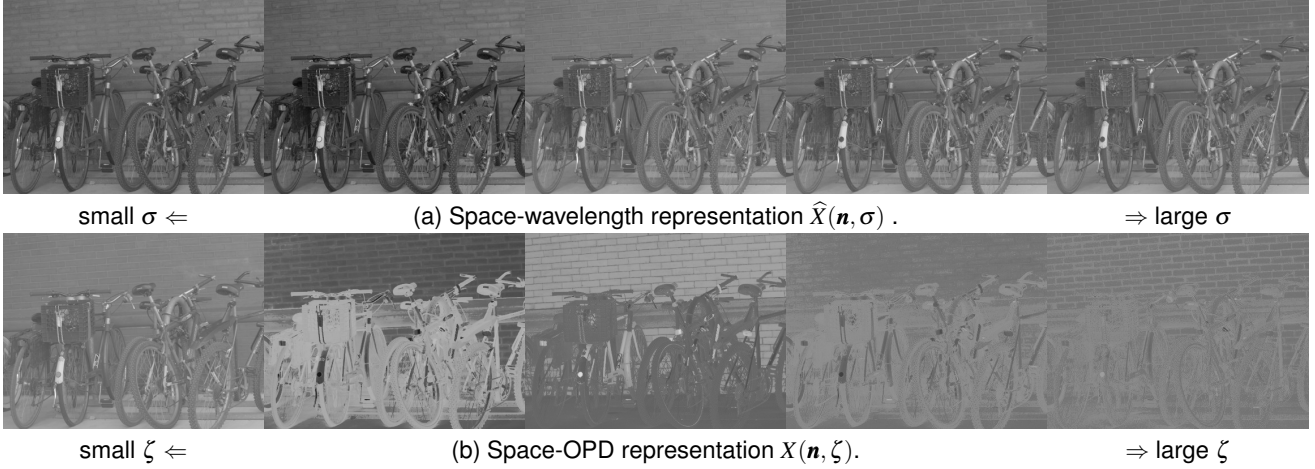 small σ ⇐ (a) Space-wavelength representation X̂(n,σ) . ⇒ large σ
small ζ ⇐ (b) Space-OPD representation X(n,ζ). ⇒ large ζ